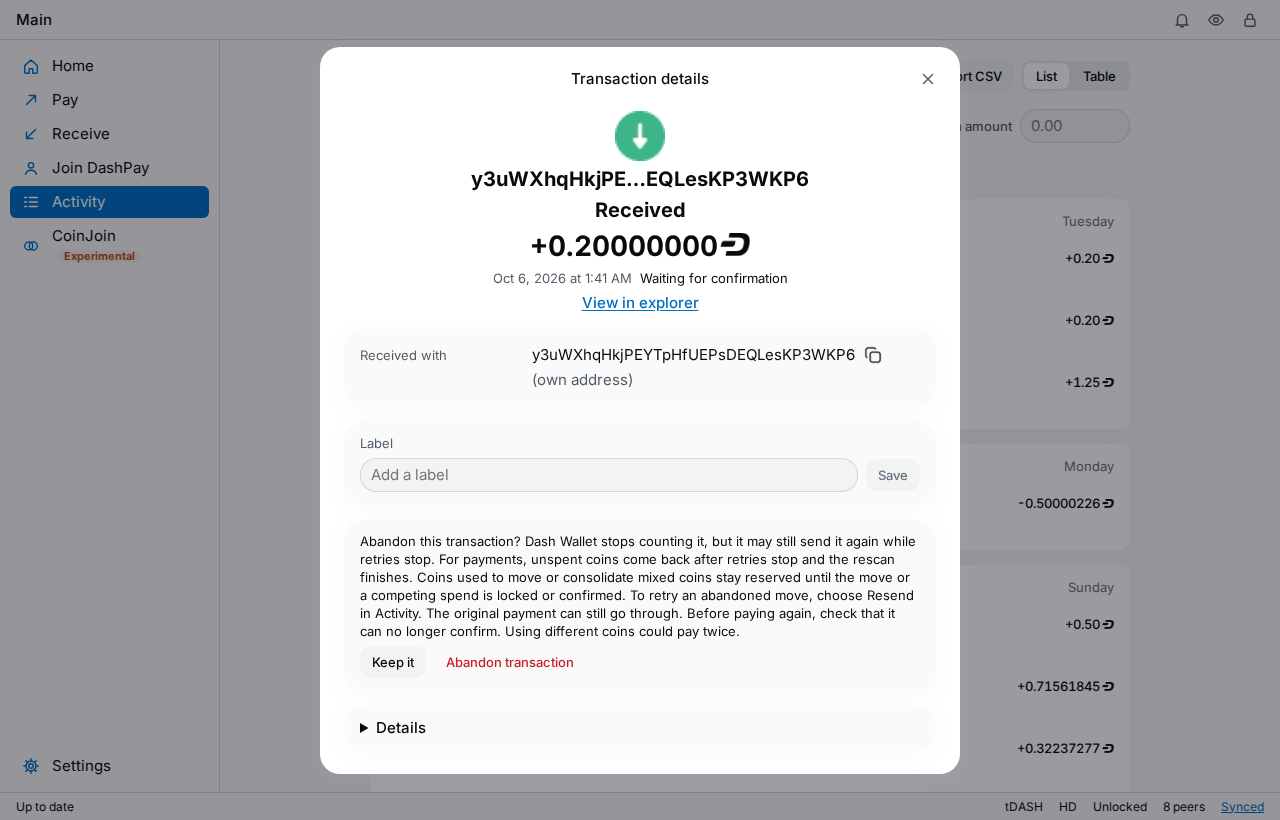 Main
Home
Pay
Receive
Join DashPay
Activity
CoinJoin
Experimental
Settings
CSV
List
Table
amount
0.00
Tuesday
+0.20
+0.20
+1.25
Monday
-0.50000226
Sunday
+0.50
+0.71561845
+0.32237277
Transaction details
y3uWXhqHkjPE...EQLesKP3WKP6
Received
+0.20000000
Oct 6, 2026 at 1:41 AM Waiting for confirmation
View in explorer
Received with
y3uWXhqHkjPEYTpHfUEPsDEQLesKP3WKP6
(own address)
Label
Add a label
Save
Abandon this transaction? Dash Wallet stops counting it, but it may still send it again while
retries stop. For payments, unspent coins come back after retries stop and the rescan
finishes. Coins used to move or consolidate mixed coins stay reserved until the move or
a competing spend is locked or confirmed. To retry an abandoned move, choose Resend
in Activity. The original payment can still go through. Before paying again, check that it
can no longer confirm. Using different coins could pay twice.
Keep it
Abandon transaction
Details
Up to date
tDASH
HD
Unlocked
8 peers
Synced